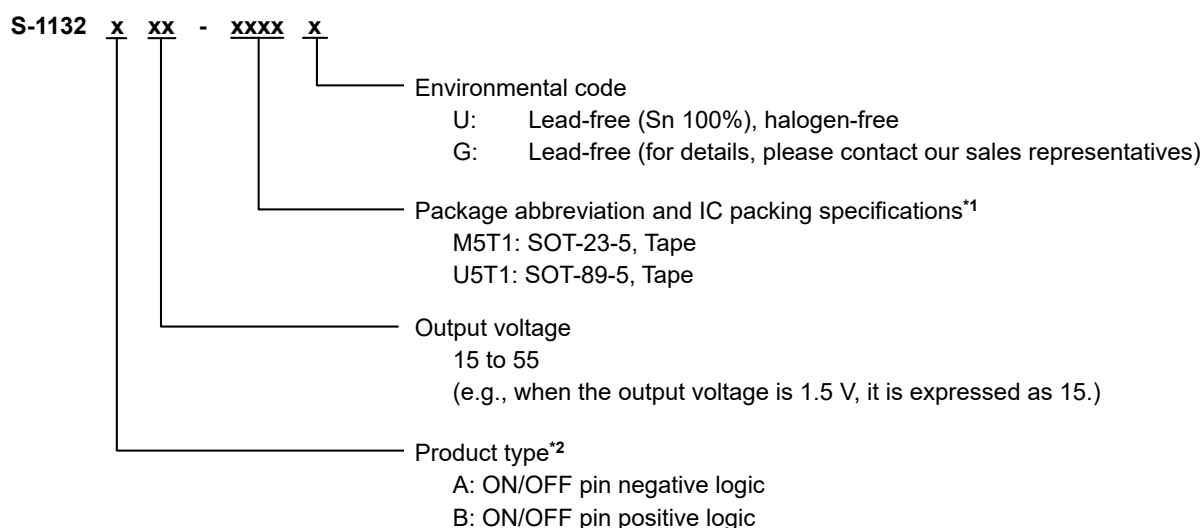 S-1132 x xx - xxxx x
Environmental code
U: Lead-free (Sn 100%), halogen-free
G: Lead-free (for details, please contact our sales representatives)
Package abbreviation and IC packing specifications*1
M5T1: SOT-23-5, Tape
U5T1: SOT-89-5, Tape
Output voltage
15 to 55
(e.g., when the output voltage is 1.5 V, it is expressed as 15.)
Product type*2
A: ON/OFF pin negative logic
B: ON/OFF pin positive logic